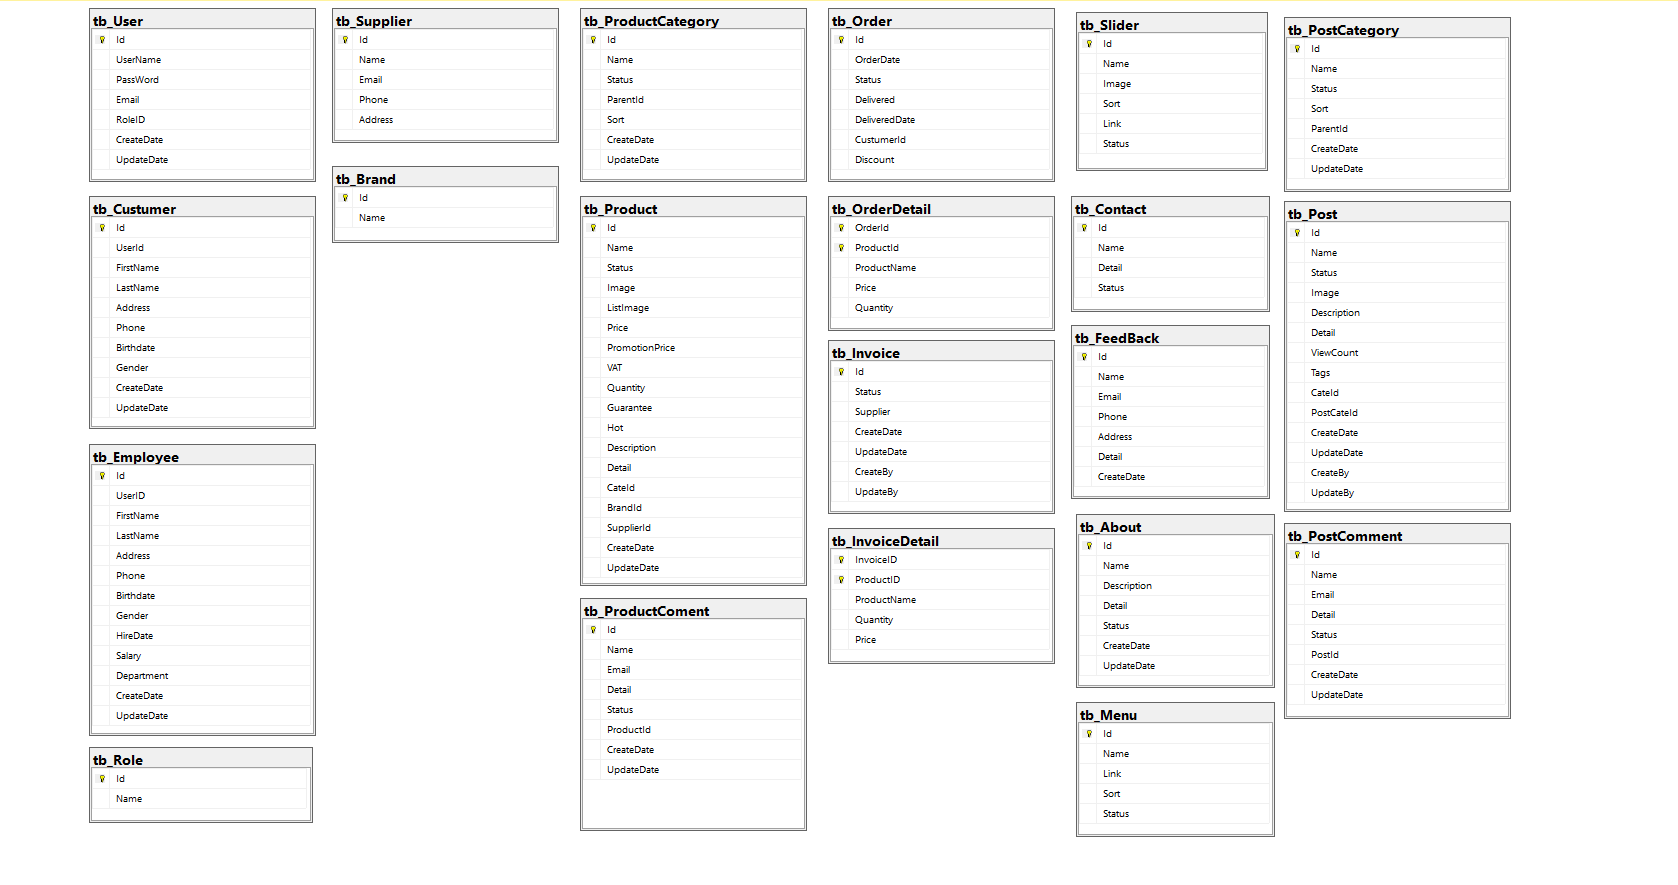 tb_User
Id
UserName
PassWord
Email
RoleID
CreateDate
UpdateDate
tb_Custumer
Id
UserId
FirstName
LastName
Address
Phone
Birthdate
Gender
CreateDate
UpdateDate
tb_Employee
Id
UserID
FirstName
LastName
Address
Phone
Birthdate
Gender
HireDate
Salary
Department
CreateDate
UpdateDate
tb_Role
Id
Name
tb_Supplier
Id
Name
Email
Phone
Address
tb_Brand
Id
Name
tb_ProductCategory
Id
Name
Status
ParentId
Sort
CreateDate
UpdateDate
tb_Product
Id
Name
Status
Image
ListImage
Price
PromotionPrice
VAT
Quantity
Guarantee
Hot
Description
Detail
CateId
BrandId
SupplierId
CreateDate
UpdateDate
tb_ProductComent
Id
Name
Email
Detail
Status
ProductId
CreateDate
UpdateDate
tb_Order
Id
OrderDate
Status
Delivered
DeliveredDate
CustumerId
Discount
tb_OrderDetail
OrderId
ProductId
ProductName
Price
Quantity
tb_Invoice
Id
Status
Supplier
CreateDate
UpdateDate
CreateBy
UpdateBy
tb_InvoiceDetail
InvoiceID
ProductID
ProductName
Quantity
Price
tb_Slider
Id
Name
Image
Sort
Link
Status
tb_Contact
Id
Name
Detail
Status
tb_FeedBack
Id
Name
Email
Phone
Address
Detail
CreateDate
tb_About
Id
Name
Description
Detail
Status
CreateDate
UpdateDate
tb_Menu
Id
Name
Link
Sort
Status
tb_PostCategory
Id
Name
Status
Sort
ParentId
CreateDate
UpdateDate
tb_Post
Id
Name
Status
Image
Description
Detail
ViewCount
Tags
CateId
PostCateId
CreateDate
UpdateDate
CreateBy
UpdateBy
tb_PostComment
Id
Name
Email
Detail
Status
PostId
CreateDate
UpdateDate